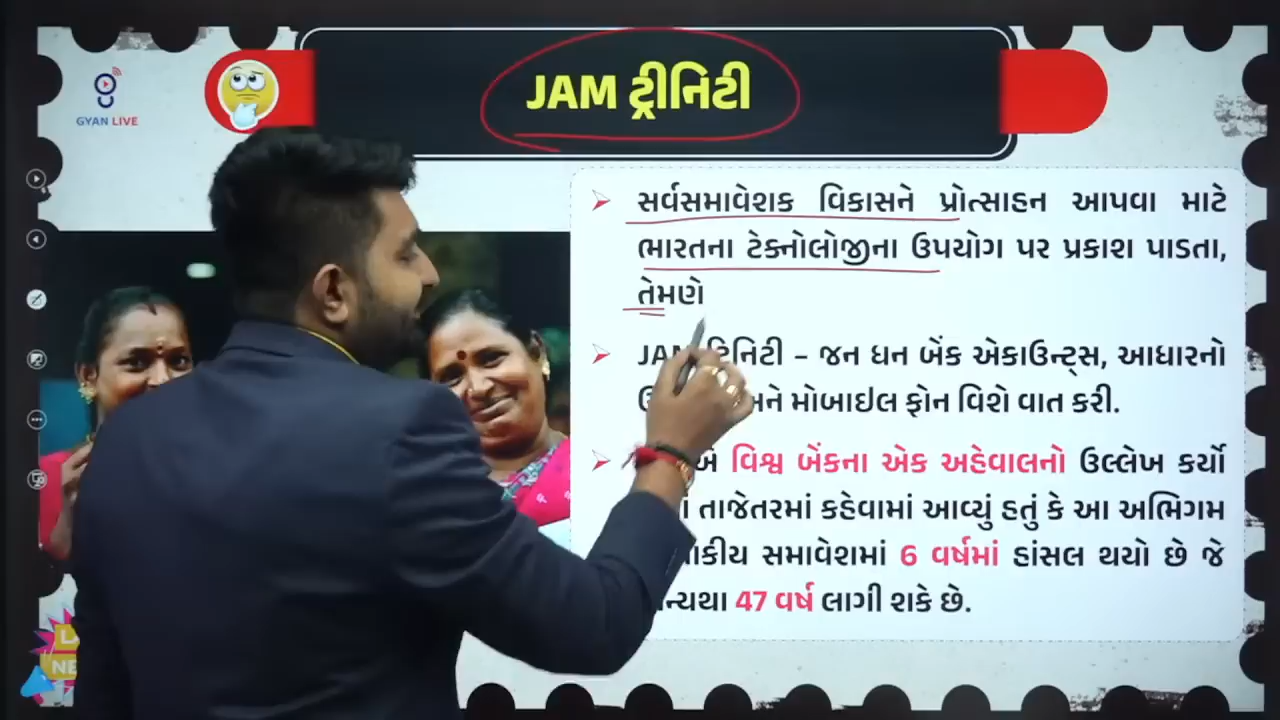 GYAN LIVE
JAM ટ્રીનિટી
સર્વસમાવેશક વિકાસને પ્રોત્સાહન આપવા માટે
ભારતના ટેક્નોલોજીના ઉપયોગ પર પ્રકાશ પાડતા,
તેમણે
– જન ધન બેંક એકાઉન્ટ્સ, આધારનો
મોબાઇલ ફોન વિશે વાત કરી.
વિશ્વ બેંકના એક અહેવાલનો ઉલ્લેખ કર્યો
તાજેતરમાં કહેવામાં આવ્યું હતું કે આ અભિગમ
સમાવેશમાં 6 વર્ષમાં હાંસલ થયો છે જે
47 વર્ષ લાગી શકે છે.